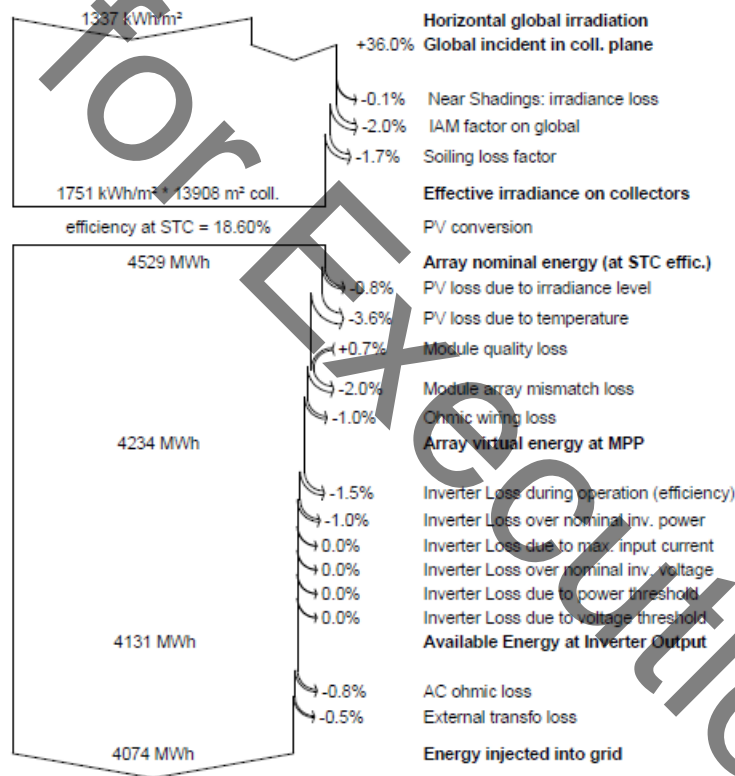 1337 kWh/m² Horizontal global irradiation
+36.0% Global incident in coll. plane
-0.1% Near Shadings: irradiance loss
-2.0% IAM factor on global
-1.7% Soiling loss factor
1751 kWh/m² * 13908 m² coll. Effective irradiance on collectors
efficiency at STC = 18.60% PV conversion
4529 MWh Array nominal energy (at STC effic.)
-0.8% PV loss due to irradiance level
-3.6% PV loss due to temperature
+0.7% Module quality loss
-2.0% Module array mismatch loss
-1.0% Ohmic wiring loss
4234 MWh Array virtual energy at MPP
-1.5% Inverter Loss during operation (efficiency)
-1.0% Inverter Loss over nominal inv. power
0.0% Inverter Loss due to max. input current
0.0% Inverter Loss over nominal inv. voltage
0.0% Inverter Loss due to power threshold
0.0% Inverter Loss due to voltage threshold
4131 MWh Available Energy at Inverter Output
-0.8% AC ohmic loss
-0.5% External transfo loss
4074 MWh Energy injected into grid
for Executio